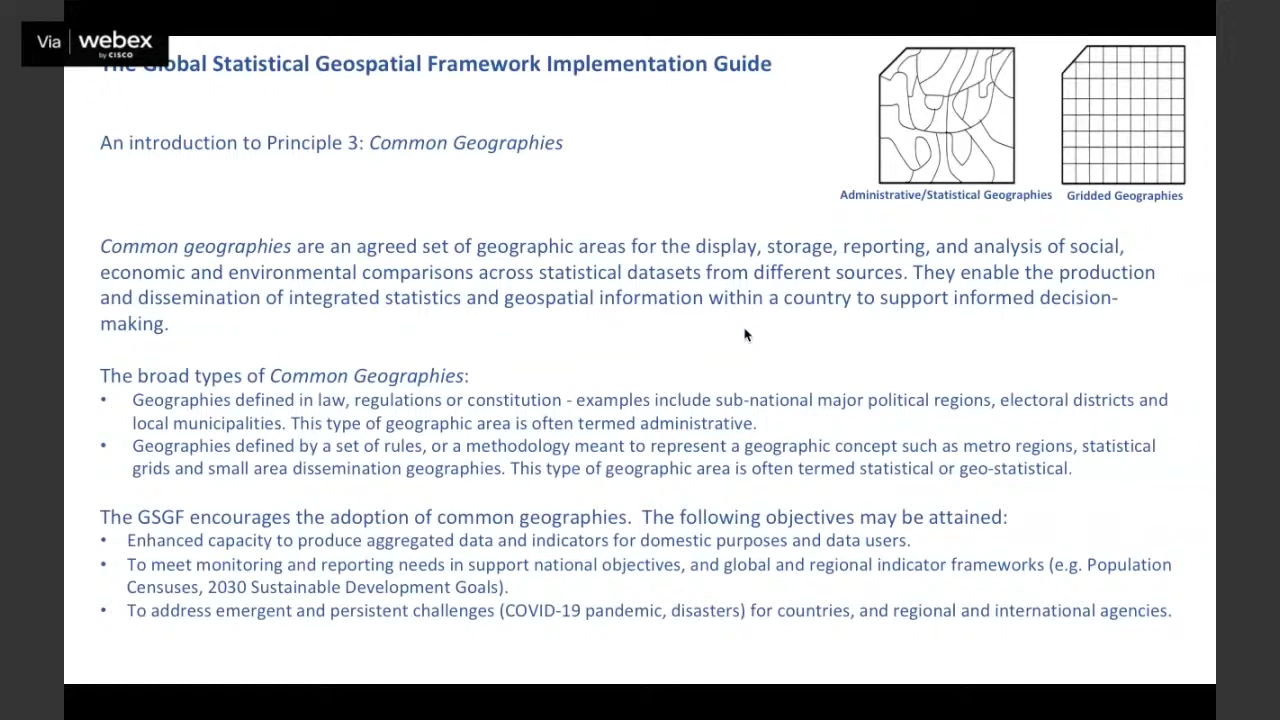 Via webex
by CISCO
The Global Statistical Geospatial Framework Implementation Guide
An introduction to Principle 3: Common Geographies
Administrative/Statistical Geographies
Gridded Geographies
Common geographies are an agreed set of geographic areas for the display, storage, reporting, and analysis of social,
economic and environmental comparisons across statistical datasets from different sources. They enable the production
and dissemination of integrated statistics and geospatial information within a country to support informed decision-
making.
The broad types of Common Geographies:
• Geographies defined in law, regulations or constitution - examples include sub-national major political regions, electoral districts and
local municipalities. This type of geographic area is often termed administrative.
• Geographies defined by a set of rules, or a methodology meant to represent a geographic concept such as metro regions, statistical
grids and small area dissemination geographies. This type of geographic area is often termed statistical or geo-statistical.
The GSGF encourages the adoption of common geographies. The following objectives may be attained:
• Enhanced capacity to produce aggregated data and indicators for domestic purposes and data users.
• To meet monitoring and reporting needs in support national objectives, and global and regional indicator frameworks (e.g. Population
Censuses, 2030 Sustainable Development Goals).
• To address emergent and persistent challenges (COVID-19 pandemic, disasters) for countries, and regional and international agencies.